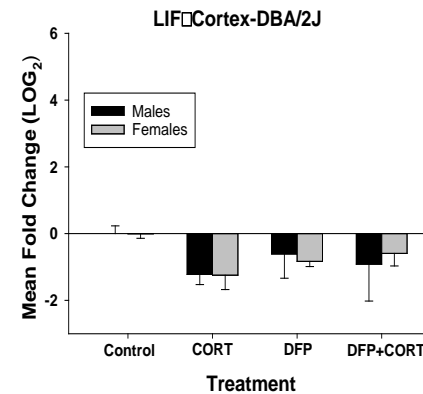 LIF□Cortex-DBA/2J
Mean Fold Change (LOG₂)
6
4
2
0
-2
Males
Females
Control CORT DFP DFP+CORT
Treatment